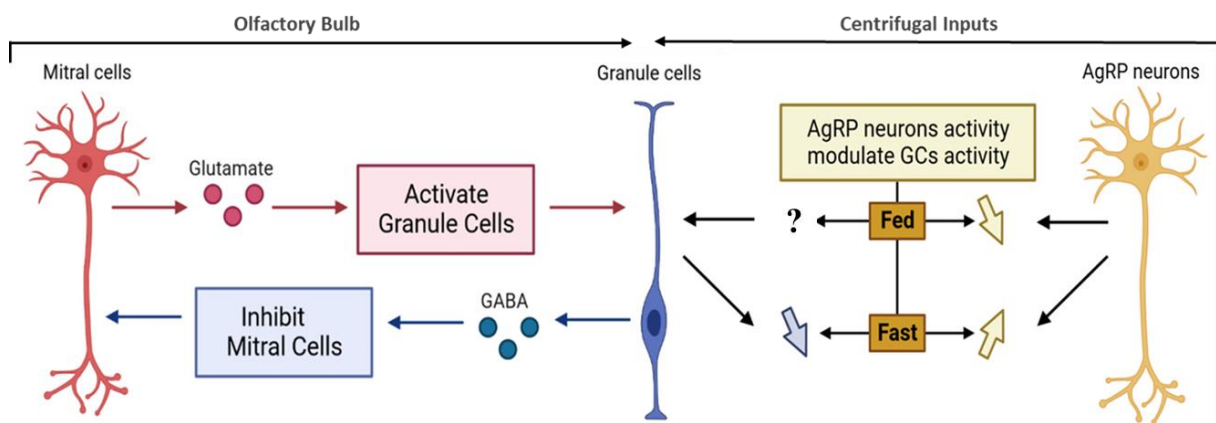 Olfactory Bulb
Centrifugal Inputs
Mitral cells
Granule cells
AgRP neurons
AgRP neurons activity
modulate GCs activity
Glutamate
Activate
Granule Cells
?
Fed
GABA
Inhibit
Mitral Cells
Fast